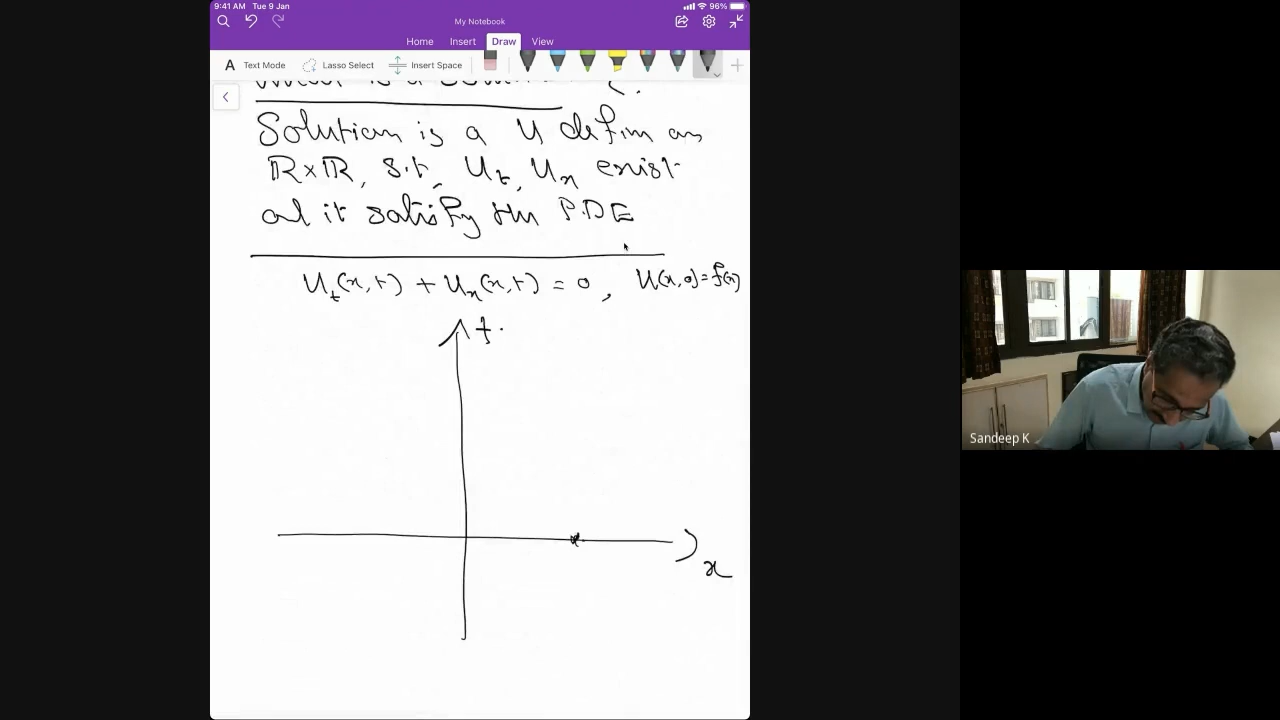 9:41 AM Tue 9 Jan
96%
My Notebook
Home Insert Draw View
A Text Mode Lasso Select Insert Space
Solution is a U defin on
ℝ×ℝ, s.t, U_t, U_x exist
and it satisfy the P.D.E
U_t(x,t) + U_x(x,t) = 0, U(x,0)=f(x)
t
x
Sandeep K